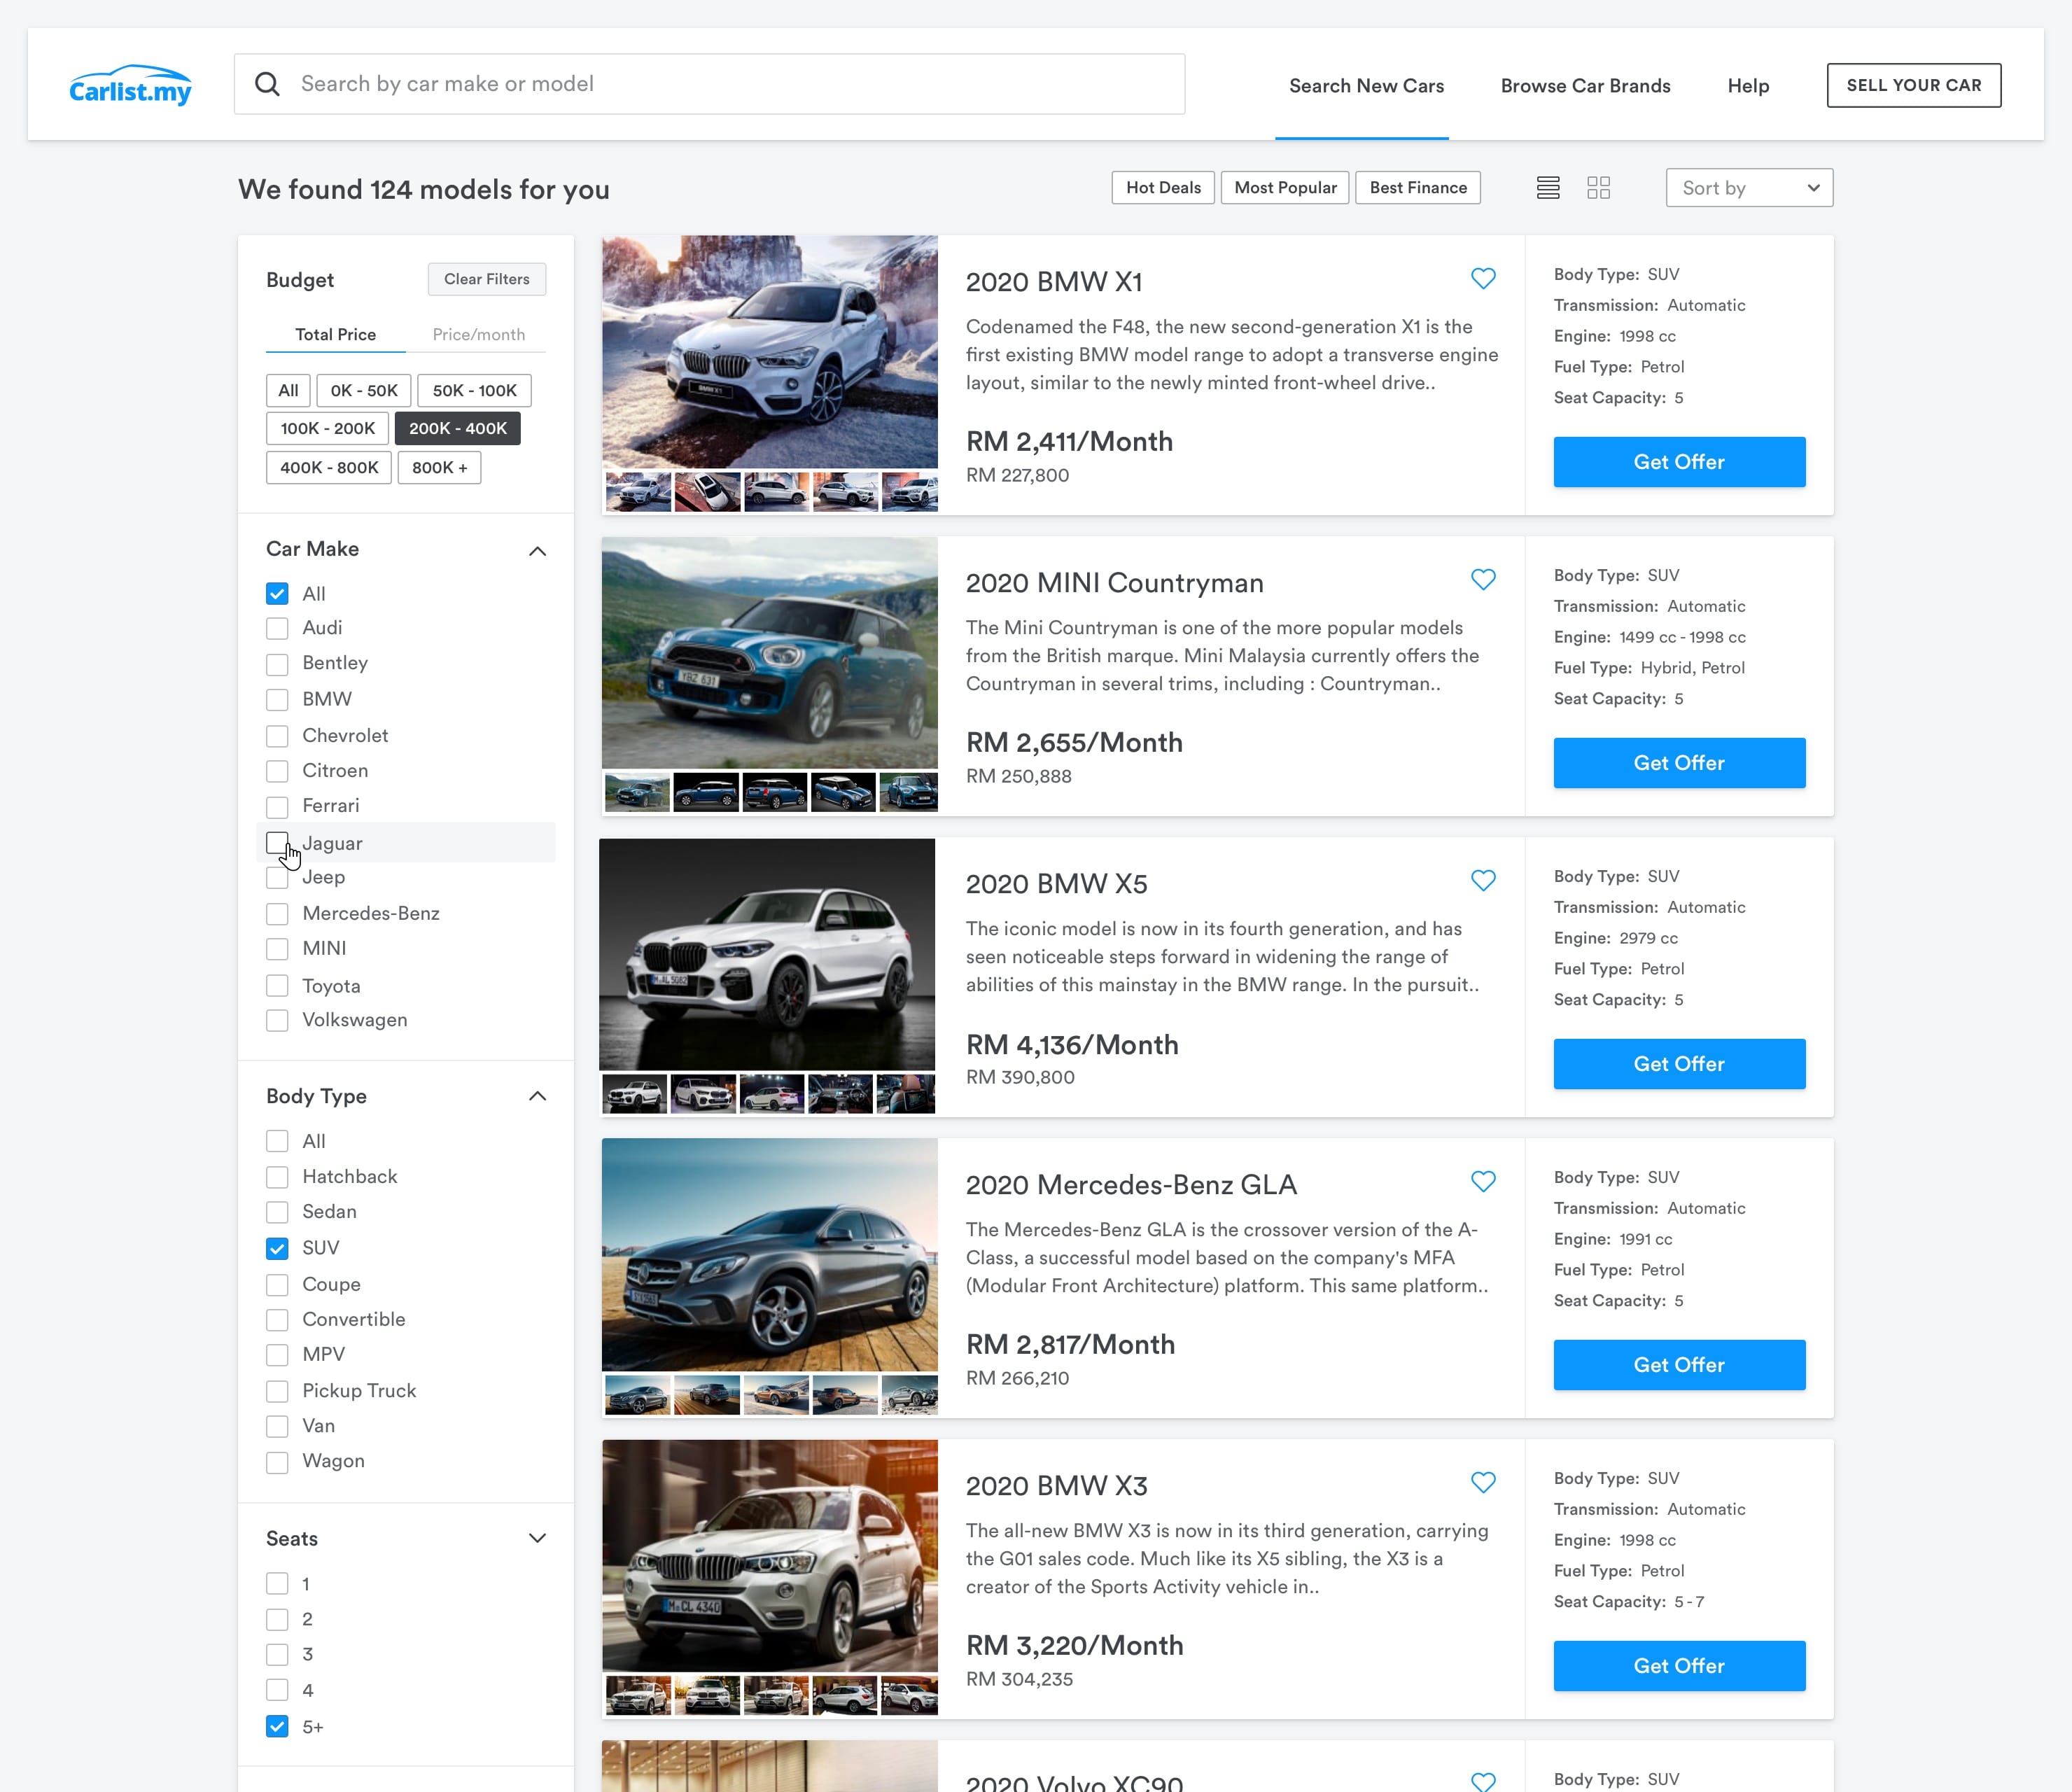 Carlist.my
Search by car make or model
Search New Cars
Browse Car Brands
Help
SELL YOUR CAR
We found 124 models for you
Hot Deals
Most Popular
Best Finance
Sort by
Budget
Clear Filters
Total Price
Price/month
All
0K - 50K
50K - 100K
100K - 200K
200K - 400K
400K - 800K
800K +
Car Make
All
Audi
Bentley
BMW
Chevrolet
Citroen
Ferrari
Jaguar
Jeep
Mercedes-Benz
MINI
Toyota
Volkswagen
Body Type
All
Hatchback
Sedan
SUV
Coupe
Convertible
MPV
Pickup Truck
Van
Wagon
Seats
1
2
3
4
5+
BMW X1
2020 BMW X1
Codenamed the F48, the new second-generation X1 is the
first existing BMW model range to adopt a transverse engine
layout, similar to the newly minted front-wheel drive..
RM 2,411/Month
RM 227,800
Body Type: SUV
Transmission: Automatic
Engine: 1998 cc
Fuel Type: Petrol
Seat Capacity: 5
Get Offer
YBZ 631
2020 MINI Countryman
The Mini Countryman is one of the more popular models
from the British marque. Mini Malaysia currently offers the
Countryman in several trims, including : Countryman..
RM 2,655/Month
RM 250,888
Body Type: SUV
Transmission: Automatic
Engine: 1499 cc - 1998 cc
Fuel Type: Hybrid, Petrol
Seat Capacity: 5
Get Offer
M AL 5082
2020 BMW X5
The iconic model is now in its fourth generation, and has
seen noticeable steps forward in widening the range of
abilities of this mainstay in the BMW range. In the pursuit..
RM 4,136/Month
RM 390,800
Body Type: SUV
Transmission: Automatic
Engine: 2979 cc
Fuel Type: Petrol
Seat Capacity: 5
Get Offer
2020 Mercedes-Benz GLA
The Mercedes-Benz GLA is the crossover version of the A-
Class, a successful model based on the company's MFA
(Modular Front Architecture) platform. This same platform..
RM 2,817/Month
RM 266,210
Body Type: SUV
Transmission: Automatic
Engine: 1991 cc
Fuel Type: Petrol
Seat Capacity: 5
Get Offer
M CL 4340
2020 BMW X3
The all-new BMW X3 is now in its third generation, carrying
the G01 sales code. Much like its X5 sibling, the X3 is a
creator of the Sports Activity vehicle in..
RM 3,220/Month
RM 304,235
Body Type: SUV
Transmission: Automatic
Engine: 1998 cc
Fuel Type: Petrol
Seat Capacity: 5 - 7
Get Offer
2020 Volvo XC90
Body Type: SUV